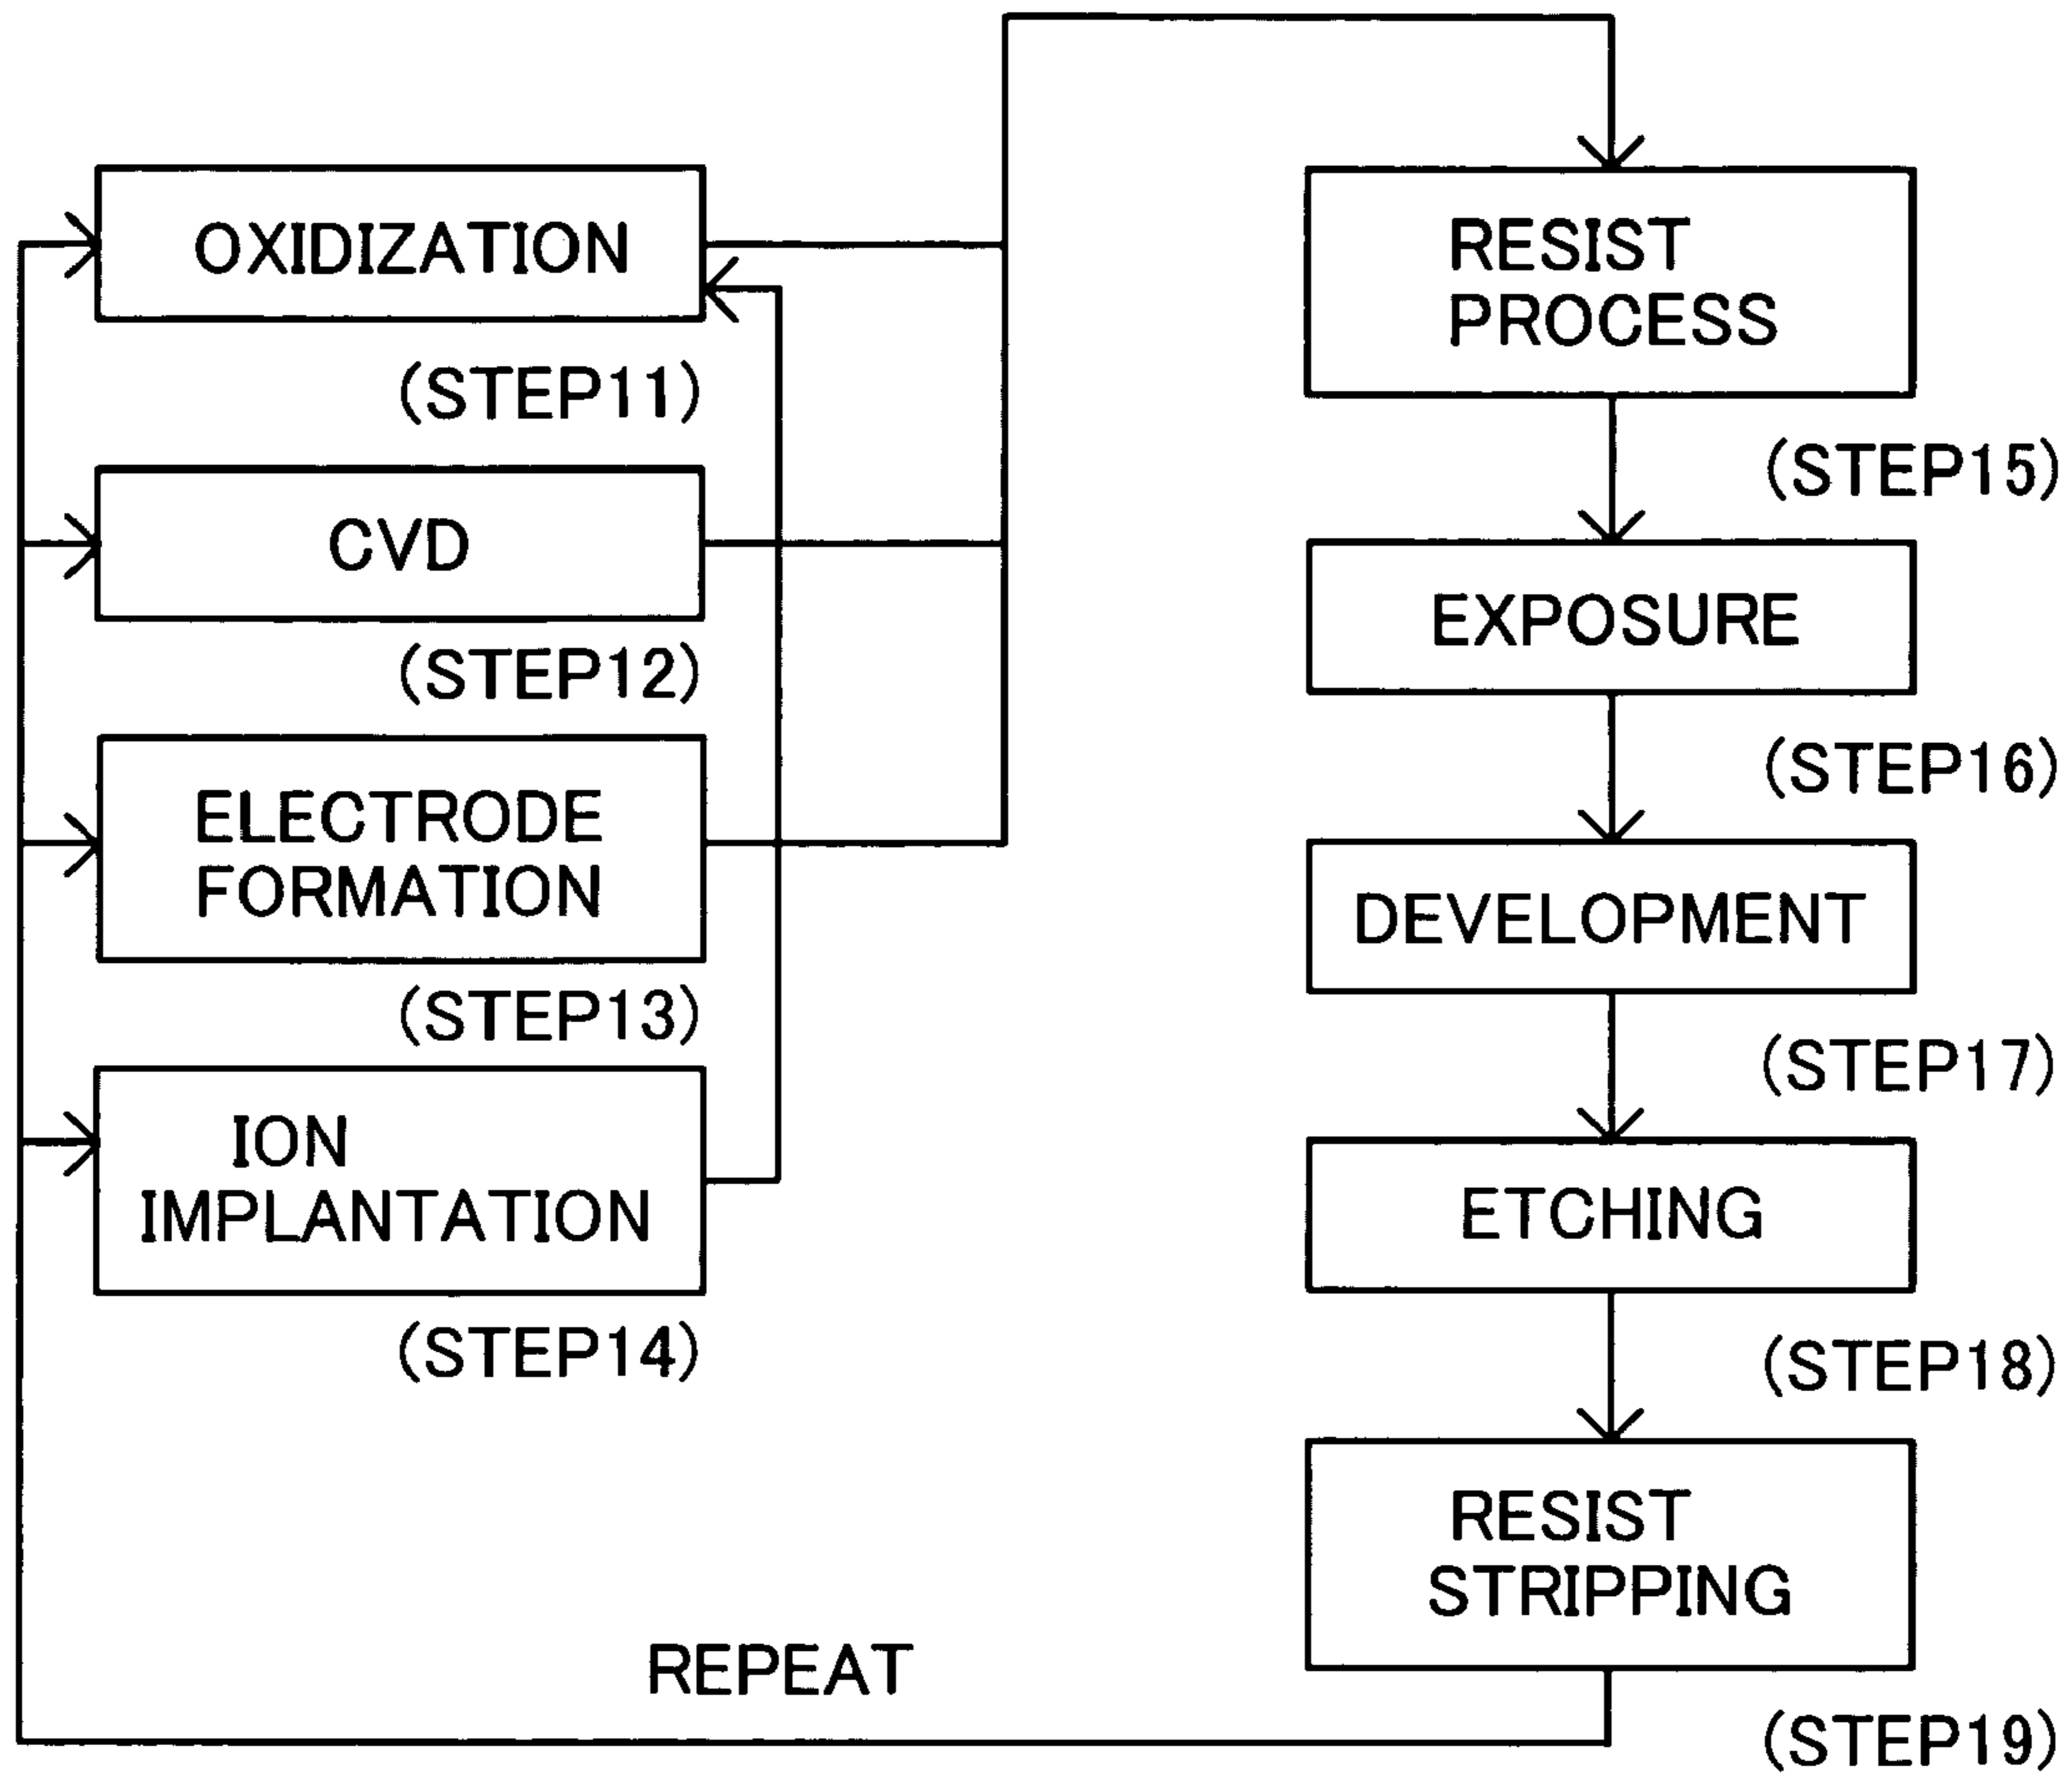 OXIDIZATION
(STEP11)
CVD
(STEP12)
ELECTRODE
FORMATION
(STEP13)
ION
IMPLANTATION
(STEP14)
RESIST
PROCESS
(STEP15)
EXPOSURE
(STEP16)
DEVELOPMENT
(STEP17)
ETCHING
(STEP18)
RESIST
STRIPPING
(STEP19)
REPEAT